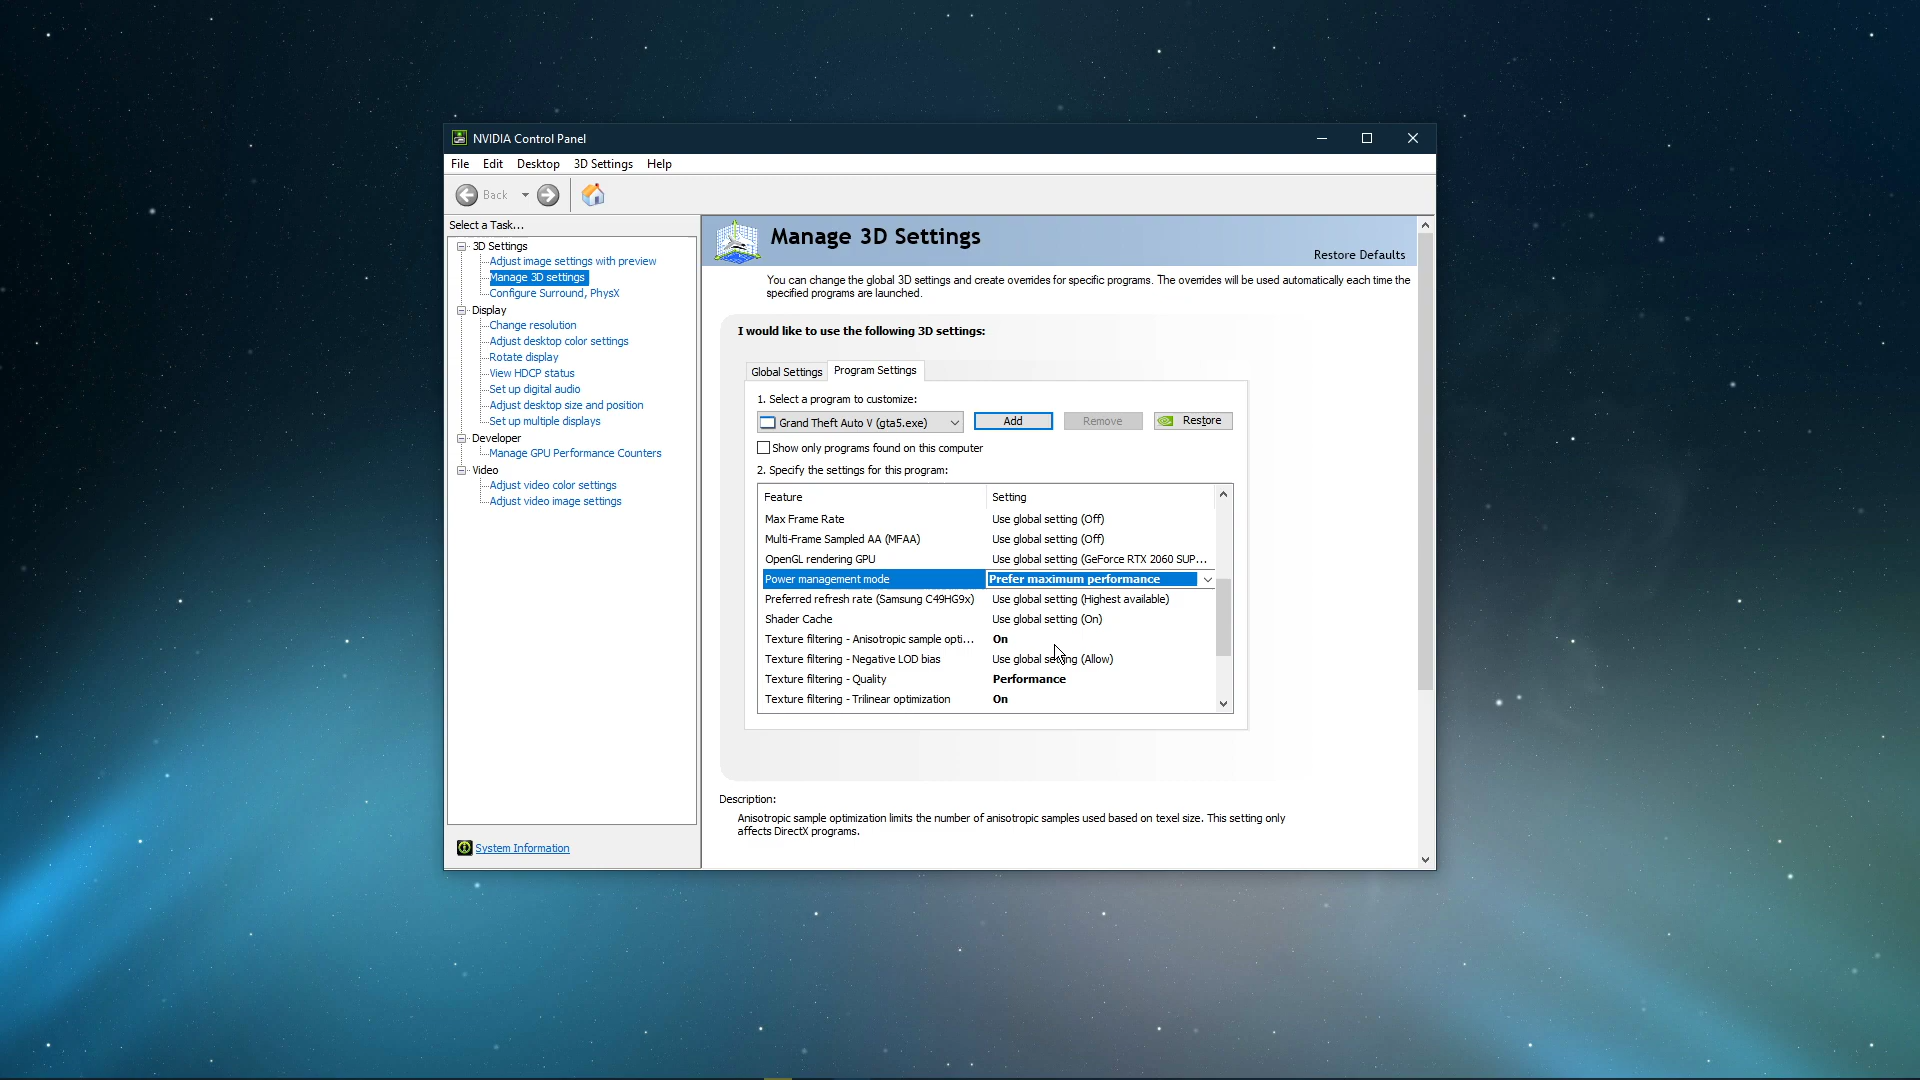 NVIDIA Control Panel
File Edit Desktop 3D Settings Help
Back
Select a Task...
3D Settings
Adjust image settings with preview
Manage 3D settings
Configure Surround, PhysX
Display
Change resolution
Adjust desktop color settings
Rotate display
View HDCP status
Set up digital audio
Adjust desktop size and position
Set up multiple displays
Developer
Manage GPU Performance Counters
Video
Adjust video color settings
Adjust video image settings
System Information
Manage 3D Settings
Restore Defaults
You can change the global 3D settings and create overrides for specific programs. The overrides will be used automatically each time the
specified programs are launched.
I would like to use the following 3D settings:
Global Settings Program Settings
1. Select a program to customize:
Grand Theft Auto V (gta5.exe) Add Remove Restore
Show only programs found on this computer
2. Specify the settings for this program:
Feature Setting
Max Frame Rate Use global setting (Off)
Multi-Frame Sampled AA (MFAA) Use global setting (Off)
OpenGL rendering GPU Use global setting (GeForce RTX 2060 SUP...
Power management mode Prefer maximum performance
Preferred refresh rate (Samsung C49HG9x) Use global setting (Highest available)
Shader Cache Use global setting (On)
Texture filtering - Anisotropic sample opti... On
Texture filtering - Negative LOD bias Use global setting (Allow)
Texture filtering - Quality Performance
Texture filtering - Trilinear optimization On
Description:
Anisotropic sample optimization limits the number of anisotropic samples used based on texel size. This setting only
affects DirectX programs.